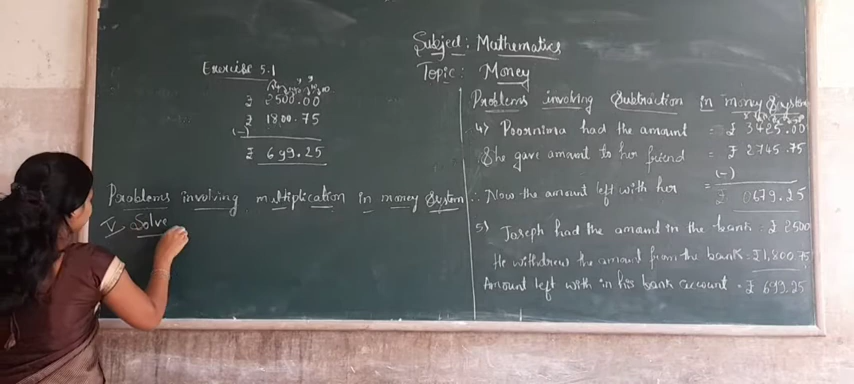 Subject: Mathematics
Topic: Money
Exercise 5.1
₹ 2500.00
₹ 1800.75
(-)
₹ 699.25
Problems involving multiplication in money System
V Solve
Problems involving Subtraction in money System
4) Poornima had the amount = ₹ 3425.00
She gave amount to her friend = ₹ 2745.75
(-)
∴ Now the amount left with her = ₹ 0679.25
5) Joseph had the amount in the bank = ₹ 2500
He withdrew the amount from the bank = ₹1,800.75
Amount left with in his bank account = ₹ 699.25